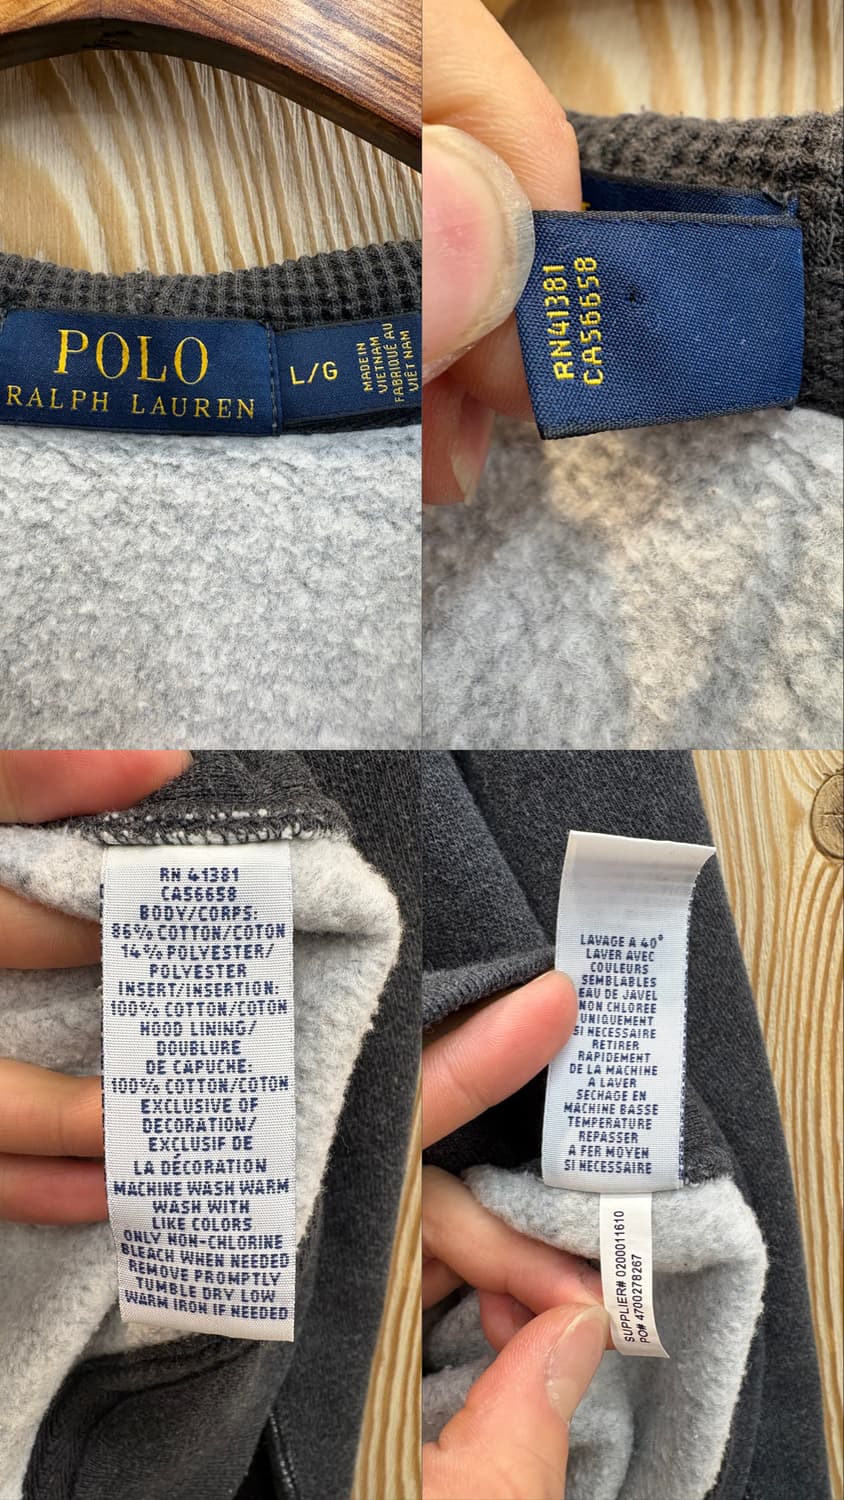 POLO
RALPH LAUREN
L/G
MADE IN
VIETNAM
FABRIQUÉ AU
VIÊT NAM
RN41381
CA56658
RN 41381
CA56658
BODY/CORPS:
86% COTTON/COTON
14% POLYESTER/
POLYESTER
INSERT/INSERTION:
100% COTTON/COTON
HOOD LINING/
DOUBLURE
DE CAPUCHE:
100% COTTON/COTON
EXCLUSIVE OF
DECORATION/
EXCLUSIF DE
LA DÉCORATION
MACHINE WASH WARM
WASH WITH
LIKE COLORS
ONLY NON-CHLORINE
BLEACH WHEN NEEDED
REMOVE PROMPTLY
TUMBLE DRY LOW
WARM IRON IF NEEDED
LAVAGE A 40°
LAVER AVEC
COULEURS
SEMBLABLES
EAU DE JAVEL
NON CHLOREE
UNIQUEMENT
SI NECESSAIRE
RETIRER
RAPIDEMENT
DE LA MACHINE
A LAVER
SECHAGE EN
MACHINE BASSE
TEMPERATURE
REPASSER
A FER MOYEN
SI NECESSAIRE
SUPPLIER# 0200011610
PO# 4700278267